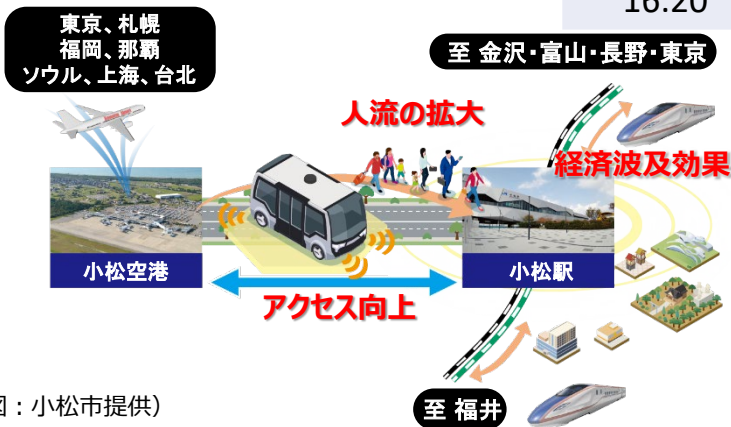 16:20
東京、札幌
福岡、那覇
ソウル、上海、台北
至 金沢・富山・長野・東京
人流の拡大
経済波及効果
小松空港
小松駅
アクセス向上
図：小松市提供）
至 福井